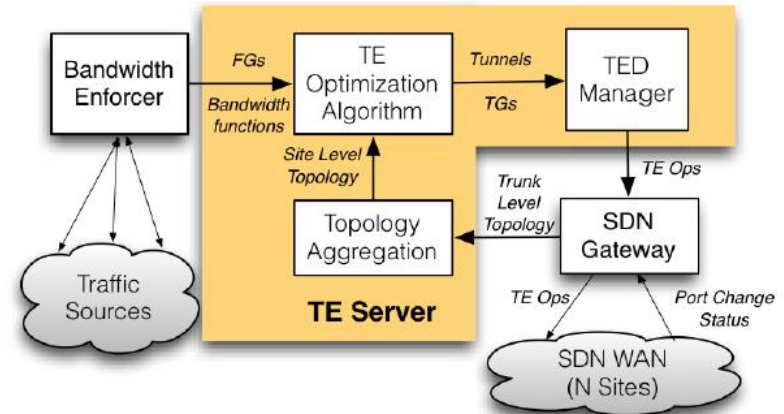 Bandwidth
Enforcer
FGs
Bandwidth
functions
TE
Optimization
Algorithm
Tunnels
TGs
TED
Manager
Site Level
Topology
TE Ops
Trunk
Level
Topology
Topology
Aggregation
SDN
Gateway
Traffic
Sources
TE Server
TE Ops
Port Change
Status
SDN WAN
(N Sites)